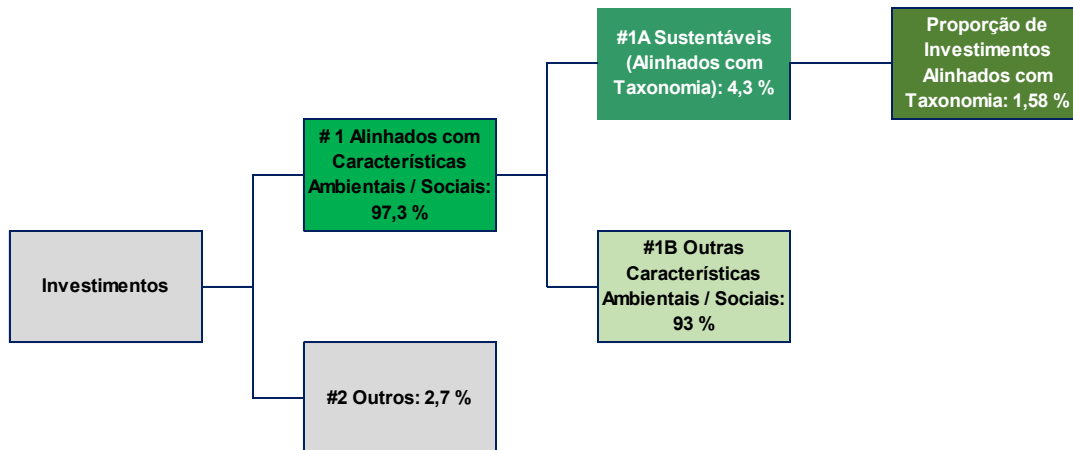 Investimentos
# 1 Alinhados com
Características
Ambientais / Sociais:
97,3 %
#2 Outros: 2,7 %
#1A Sustentáveis
(Alinhados com
Taxonomia): 4,3 %
#1B Outras
Características
Ambientais / Sociais:
93 %
Proporção de
Investimentos
Alinhados com
Taxonomia: 1,58 %